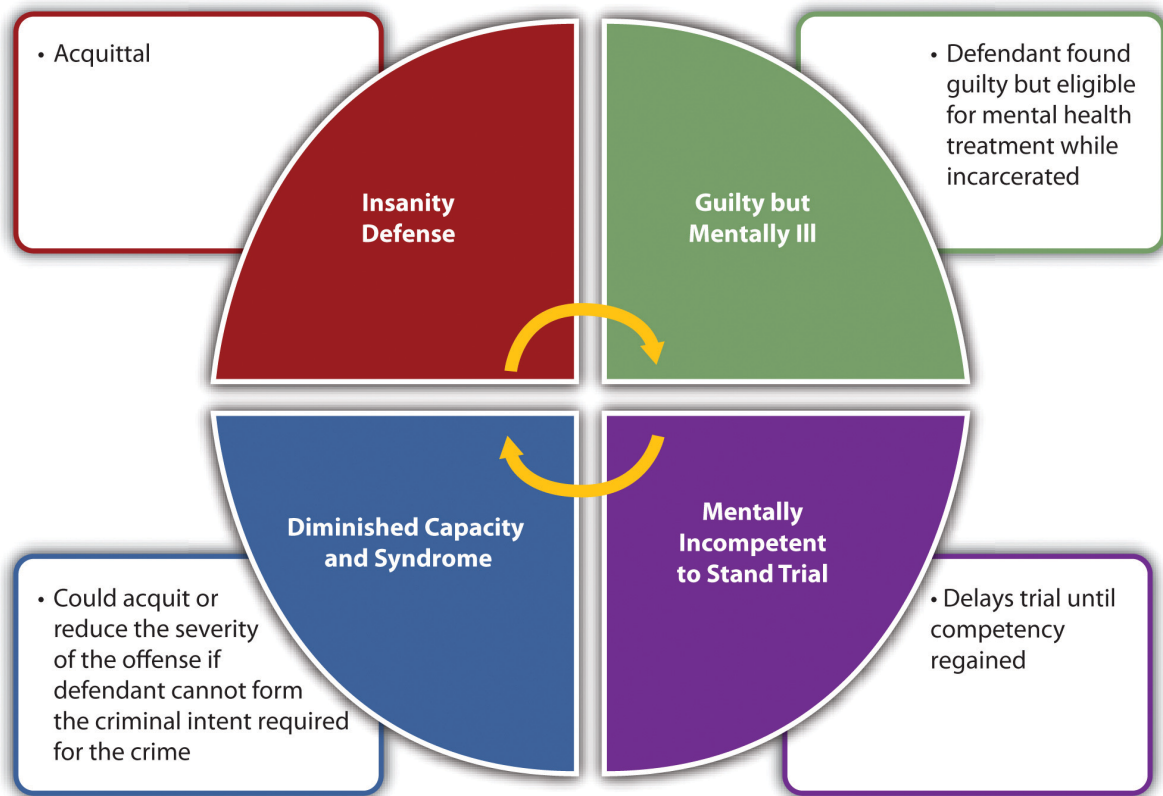 • Acquittal
Insanity
Defense
• Defendant found
guilty but eligible
for mental health
treatment while
incarcerated
Guilty but
Mentally Ill
Diminished Capacity
and Syndrome
• Could acquit or
reduce the severity
of the offense if
defendant cannot form
the criminal intent required
for the crime
Mentally
Incompetent
to Stand Trial
• Delays trial until
competency
regained